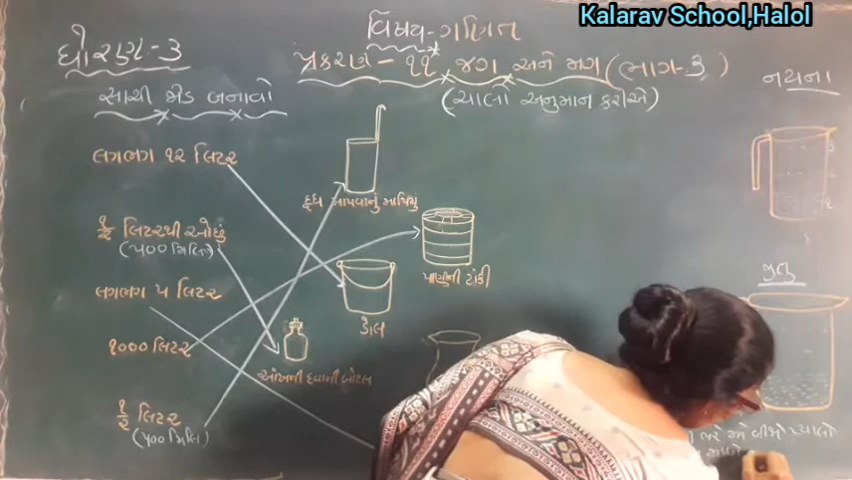 Kalarav School,Halol
ધોરણ-૩
વિષય-ગણિત
પ્રકરણ-૧૧ જગ અને મગ (ભાગ-3)
(ચાલો અનુમાન કરીએ)
સાચી જોડ બનાવો
લગભગ ૧૨ લિટર
૧/૨ લિટરથી ઓછું
(૫૦૦ મિલિ)
લગભગ ૫ લિટર
૧૦૦૦ લિટર
૧/૨ લિટર
(૫૦૦ મિલિ)
દૂધ માપવાનું માપિયું
પાણીની ટાંકી
ડોલ
આંખની દવાની બોટલ
નયના